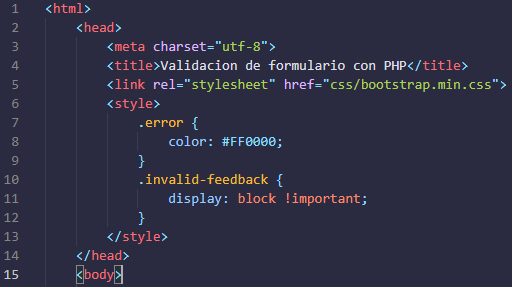 1 <html>
2 <head>
3 <meta charset="utf-8">
4 <title>Validacion de formulario con PHP</title>
5 <link rel="stylesheet" href="css/bootstrap.min.css">
6 <style>
7 .error {
8 color: #FF0000;
9 }
10 .invalid-feedback {
11 display: block !important;
12 }
13 </style>
14 </head>
15 <body>